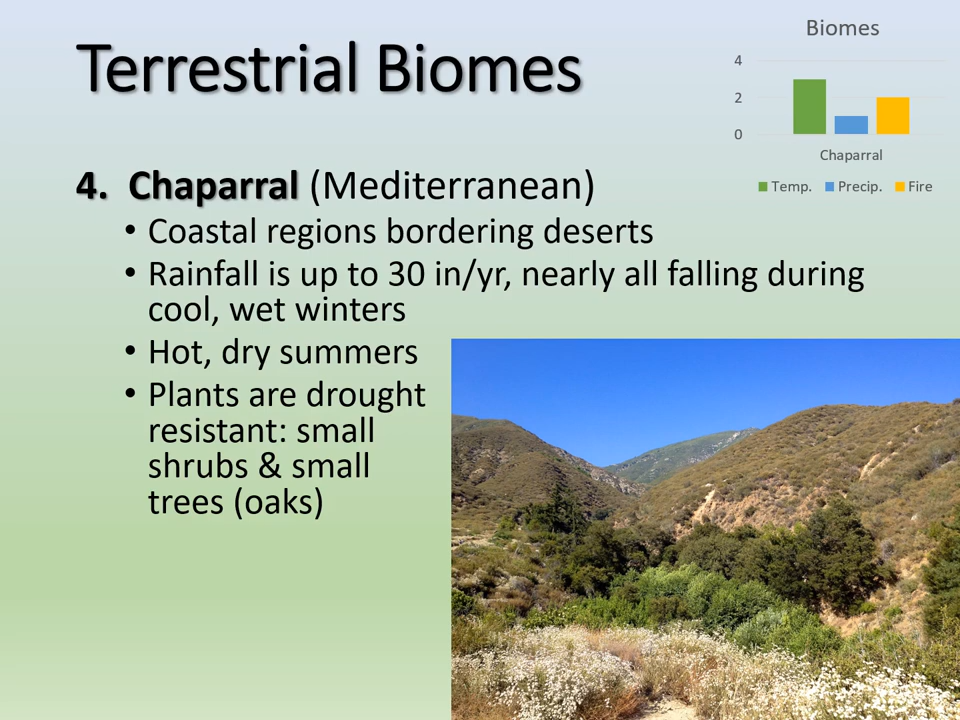 Terrestrial Biomes
Biomes
4
2
0
Chaparral
Temp. Precip. Fire
4. Chaparral (Mediterranean)
• Coastal regions bordering deserts
• Rainfall is up to 30 in/yr, nearly all falling during
cool, wet winters
• Hot, dry summers
• Plants are drought
resistant: small
shrubs & small
trees (oaks)